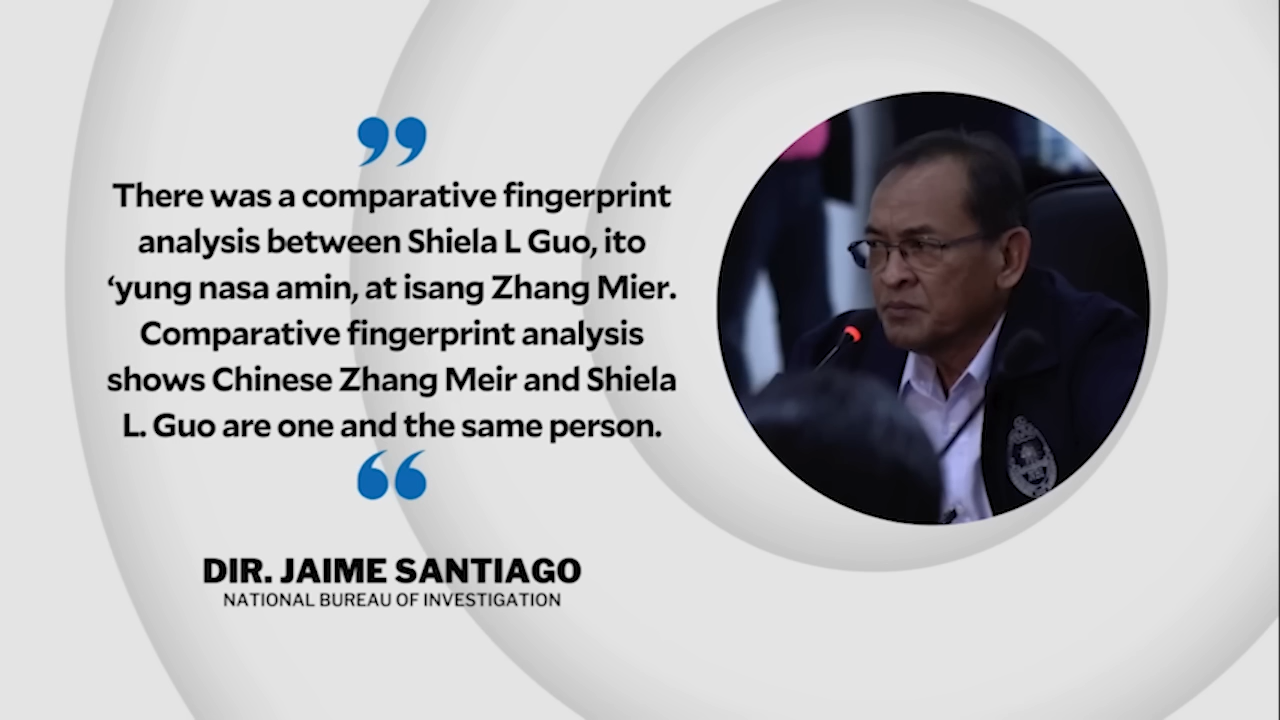 ”
There was a comparative fingerprint
analysis between Shiela L Guo, ito
‘yung nasa amin, at isang Zhang Mier.
Comparative fingerprint analysis
shows Chinese Zhang Meir and Shiela
L. Guo are one and the same person.
“
DIR. JAIME SANTIAGO
NATIONAL BUREAU OF INVESTIGATION